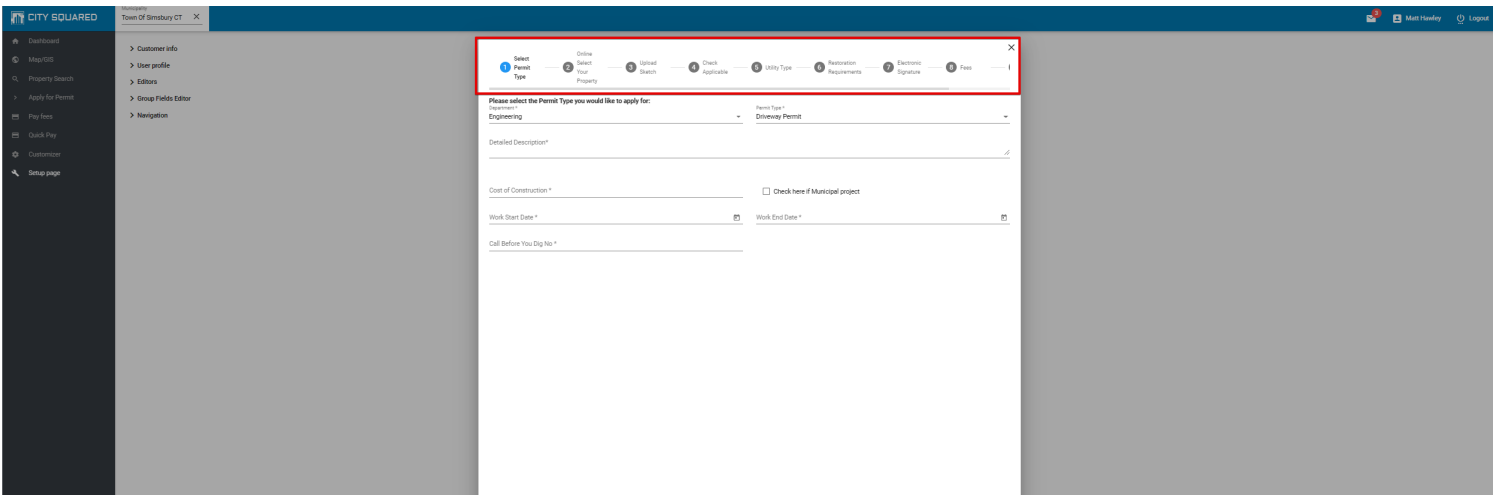 CITY SQUARED
Municipality
Town Of Simsbury CT
3
Matt Hawley
Logout
Dashboard
Map/GIS
Property Search
Apply for Permit
Pay fees
Quick Pay
Customizer
Setup page
Customer info
User profile
Editors
Group Fields Editor
Navigation
1 Select Permit Type
2 Online Select Your Property
3 Upload Sketch
4 Check Applicable
5 Utility Type
6 Restoration Requirements
7 Electronic Signature
8 Fees
Please select the Permit Type you would like to apply for:
Department *
Engineering
Permit Type *
Driveway Permit
Detailed Description*
Cost of Construction *
Check here if Municipal project
Work Start Date *
Work End Date *
Call Before You Dig No *